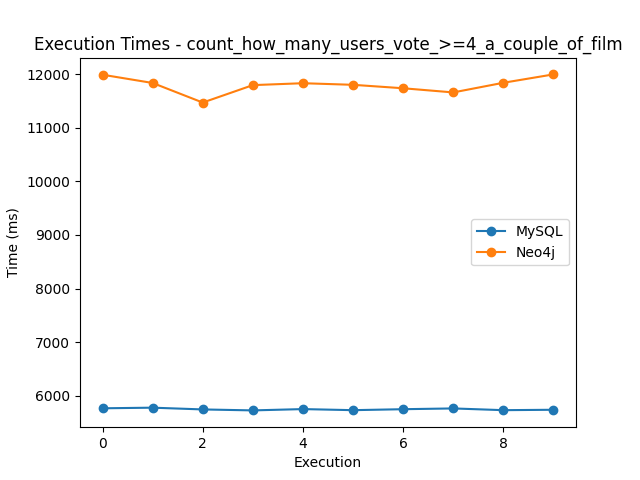 Execution Times - count_how_many_users_vote_>=4_a_couple_of_film
12000
11000
10000
9000
8000
7000
6000
Time (ms)
MySQL
Neo4j
0 2 4 6 8
Execution